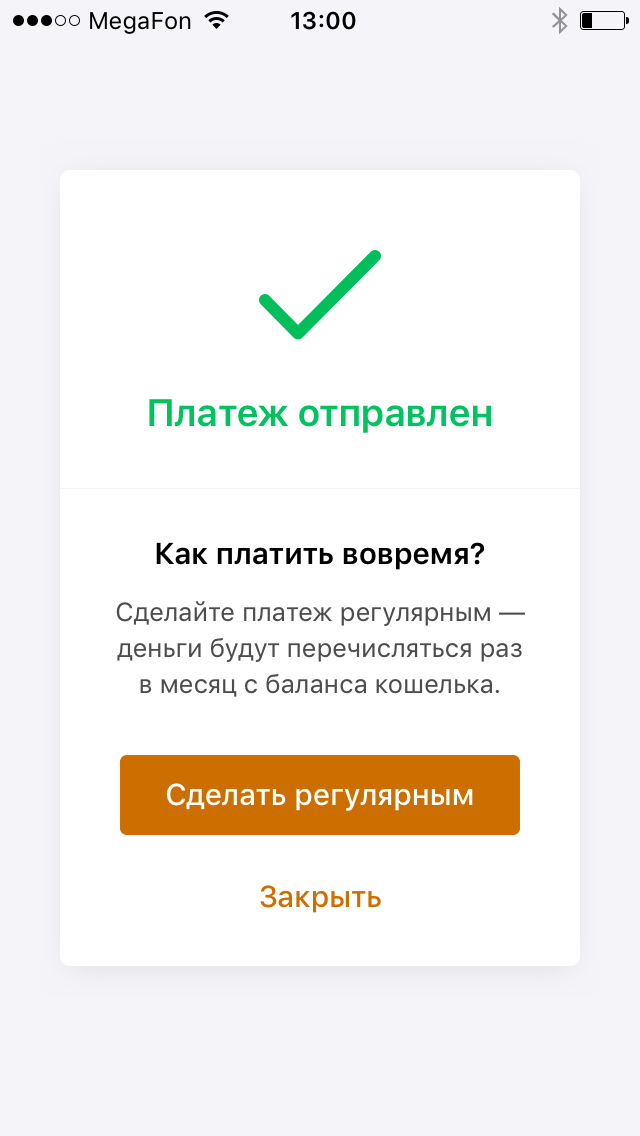 MegaFon 13:00
Платеж отправлен
Как платить вовремя?
Сделайте платеж регулярным —
деньги будут перечисляться раз
в месяц с баланса кошелька.
Сделать регулярным
Закрыть